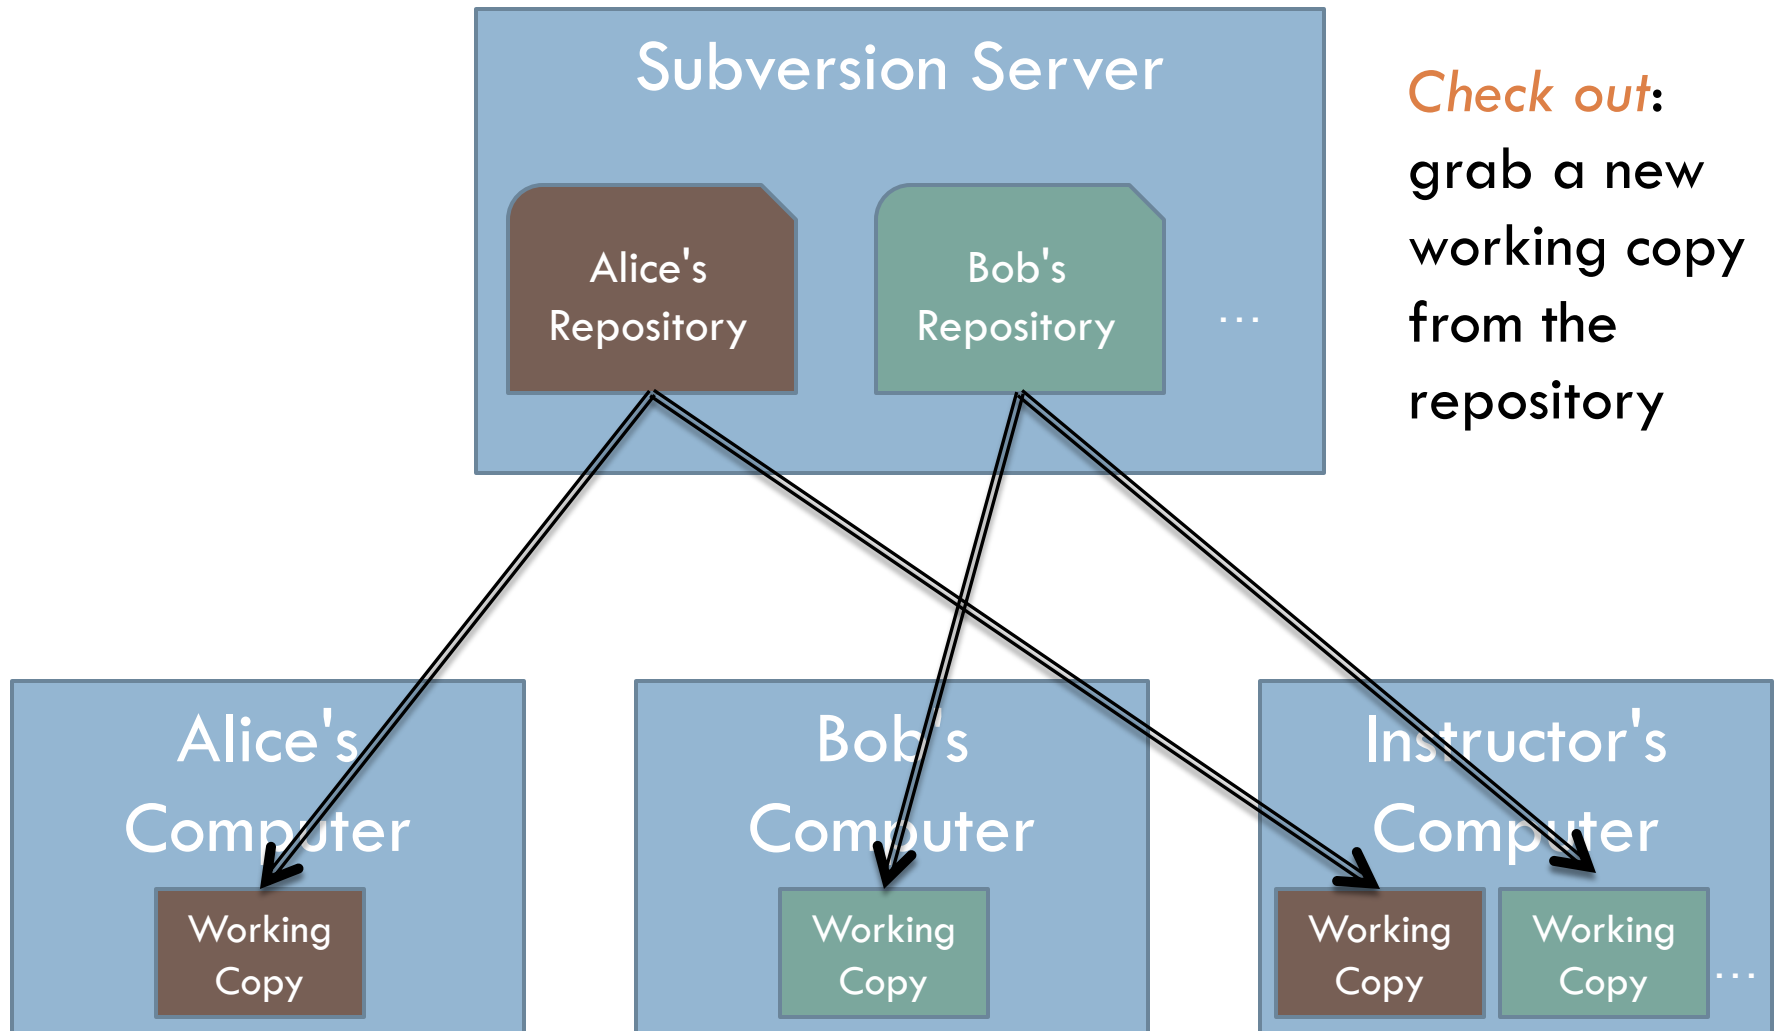 Subversion Server
Check out:
grab a new
working copy
from the
repository
Alice's
Repository
Bob's
Repository
...
Alice's
Computer
Working
Copy
Bob's
Computer
Working
Copy
Instructor's
Computer
Working
Copy
Working
Copy
...